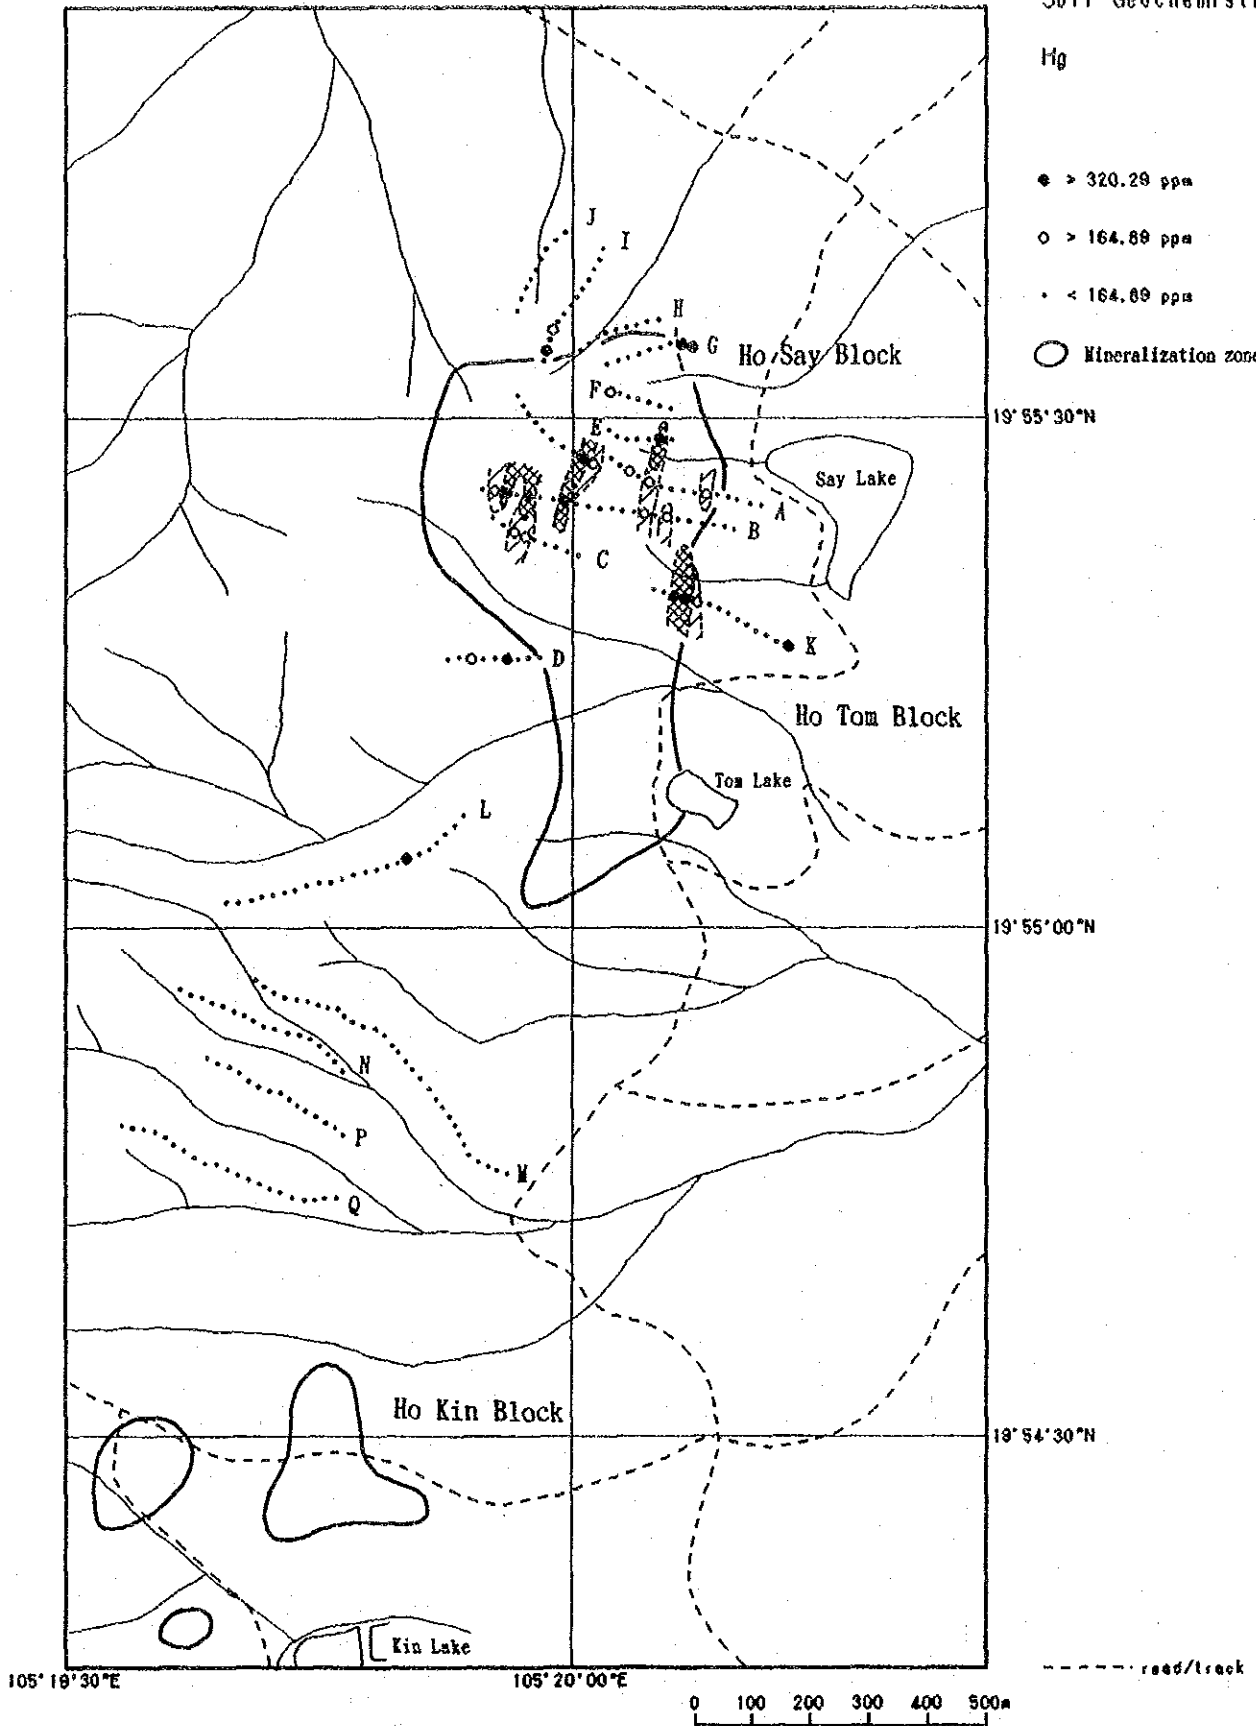 Soil Geochemist
Hg
> 320.29 ppm
> 164.89 ppm
< 164.89 ppm
Mineralization zone
J
I
H
G
Ho Say Block
F
19°55'30"N
E
Say Lake
A
B
C
K
D
Ho Tom Block
Tom Lake
L
19°55'00"N
N
P
M
Q
Ho Kin Block
19°54'30"N
Kin Lake
105°19'30"E
105°20'00"E
road/track
0 100 200 300 400 500m